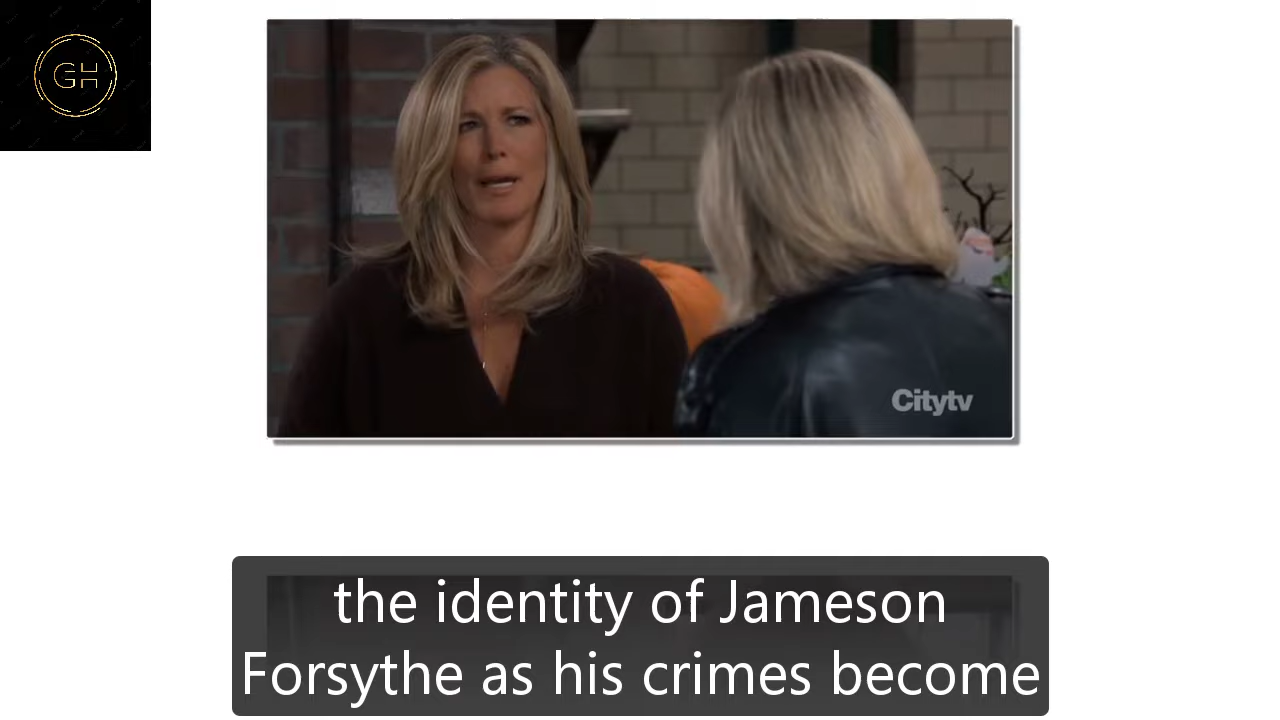 GH
Citytv
the identity of Jameson
Forsythe as his crimes become